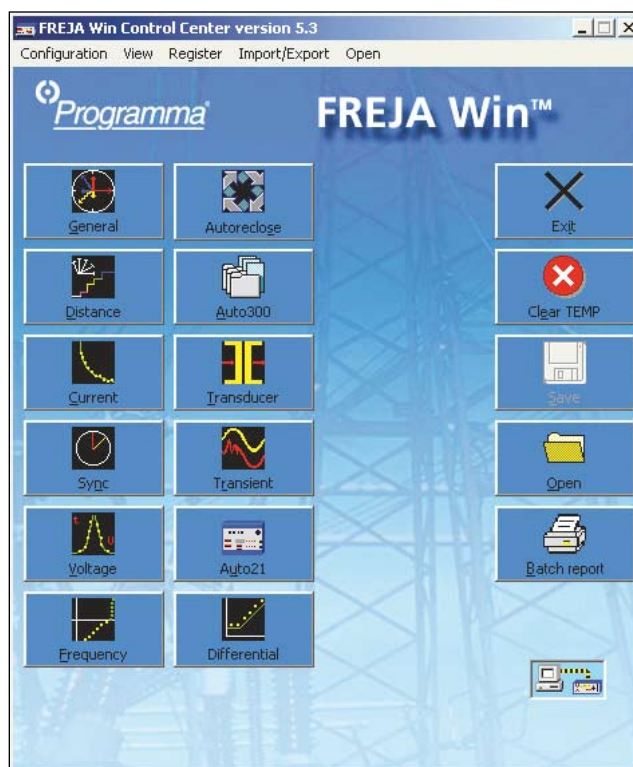 FREJA Win Control Center version 5.3
Configuration View Register Import/Export Open
Programma®
FREJA Win™
General
Autoreclose
Exit
Distance
Auto300
Clear TEMP
Current
Transducer
Save
Sync
Transient
Open
t
U
Voltage
Auto21
Batch report
Frequency
Differential